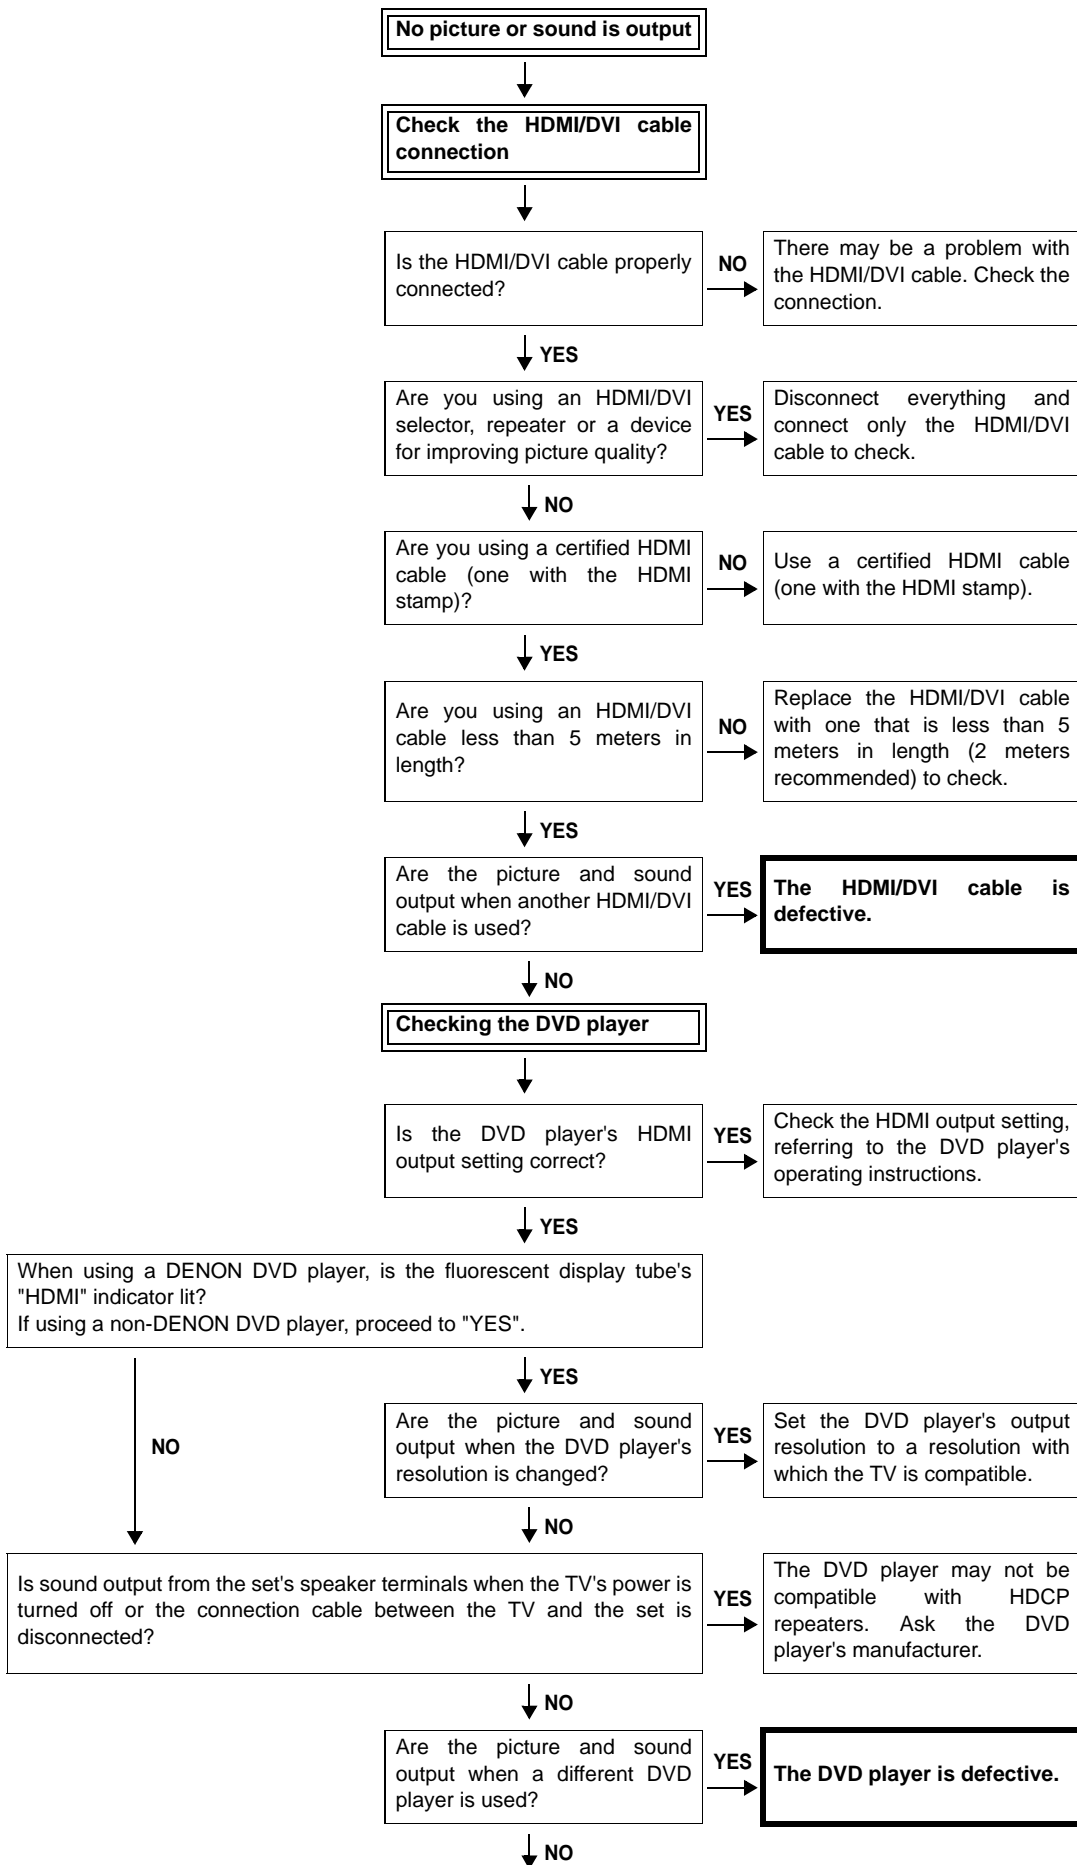 No picture or sound is output
Check the HDMI/DVI cable
connection
Is the HDMI/DVI cable properly
connected?
NO
There may be a problem with
the HDMI/DVI cable. Check the
connection.
YES
Are you using an HDMI/DVI
selector, repeater or a device
for improving picture quality?
YES
Disconnect everything and
connect only the HDMI/DVI
cable to check.
NO
Are you using a certified HDMI
cable (one with the HDMI
stamp)?
NO
Use a certified HDMI cable
(one with the HDMI stamp).
YES
Are you using an HDMI/DVI
cable less than 5 meters in
length?
NO
Replace the HDMI/DVI cable
with one that is less than 5
meters in length (2 meters
recommended) to check.
YES
Are the picture and sound
output when another HDMI/DVI
cable is used?
YES
The HDMI/DVI cable is
defective.
NO
Checking the DVD player
Is the DVD player's HDMI
output setting correct?
YES
Check the HDMI output setting,
referring to the DVD player's
operating instructions.
YES
When using a DENON DVD player, is the fluorescent display tube's
"HDMI" indicator lit?
If using a non-DENON DVD player, proceed to "YES".
YES
NO
Are the picture and sound
output when the DVD player's
resolution is changed?
YES
Set the DVD player's output
resolution to a resolution with
which the TV is compatible.
NO
Is sound output from the set's speaker terminals when the TV's power is
turned off or the connection cable between the TV and the set is
disconnected?
YES
The DVD player may not be
compatible with HDCP
repeaters. Ask the DVD
player's manufacturer.
NO
Are the picture and sound
output when a different DVD
player is used?
YES
The DVD player is defective.
NO